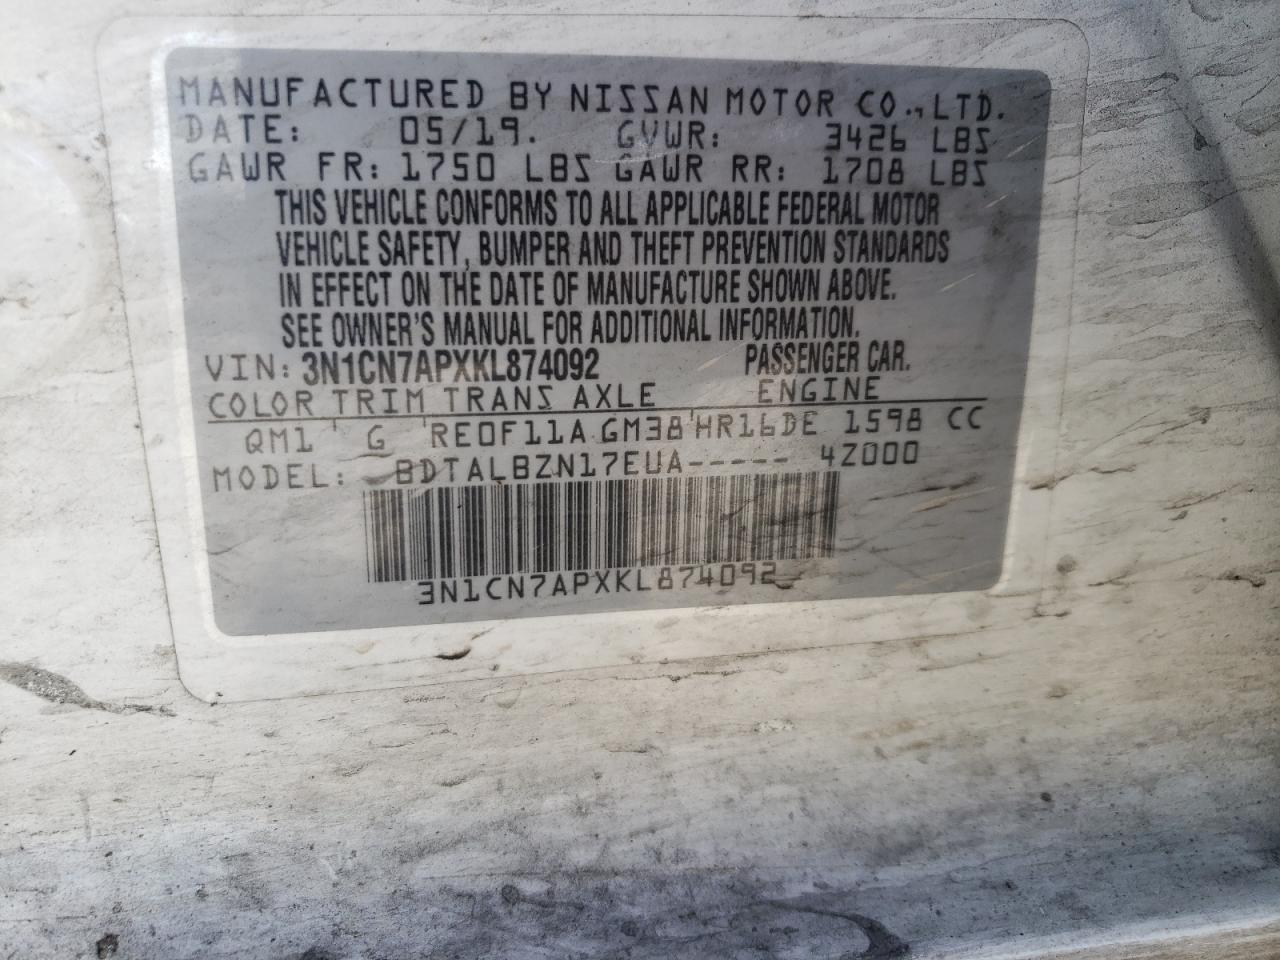 MANUFACTURED BY NISSAN MOTOR CO., LTD.
DATE: 05/19. GVWR: 3426 LBS
GAWR FR: 1750 LBS GAWR RR: 1708 LBS
THIS VEHICLE CONFORMS TO ALL APPLICABLE FEDERAL MOTOR
VEHICLE SAFETY, BUMPER AND THEFT PREVENTION STANDARDS
IN EFFECT ON THE DATE OF MANUFACTURE SHOWN ABOVE.
SEE OWNER'S MANUAL FOR ADDITIONAL INFORMATION.
VIN: 3N1CN7APXKL874092 PASSENGER CAR.
COLOR TRIM TRANS AXLE ENGINE
QM1 ' G ' RE0F11A GM38 ' HR16DE 1598 CC
MODEL: BDTALBZN17EUA----- 4Z000
3N1CN7APXKL874092